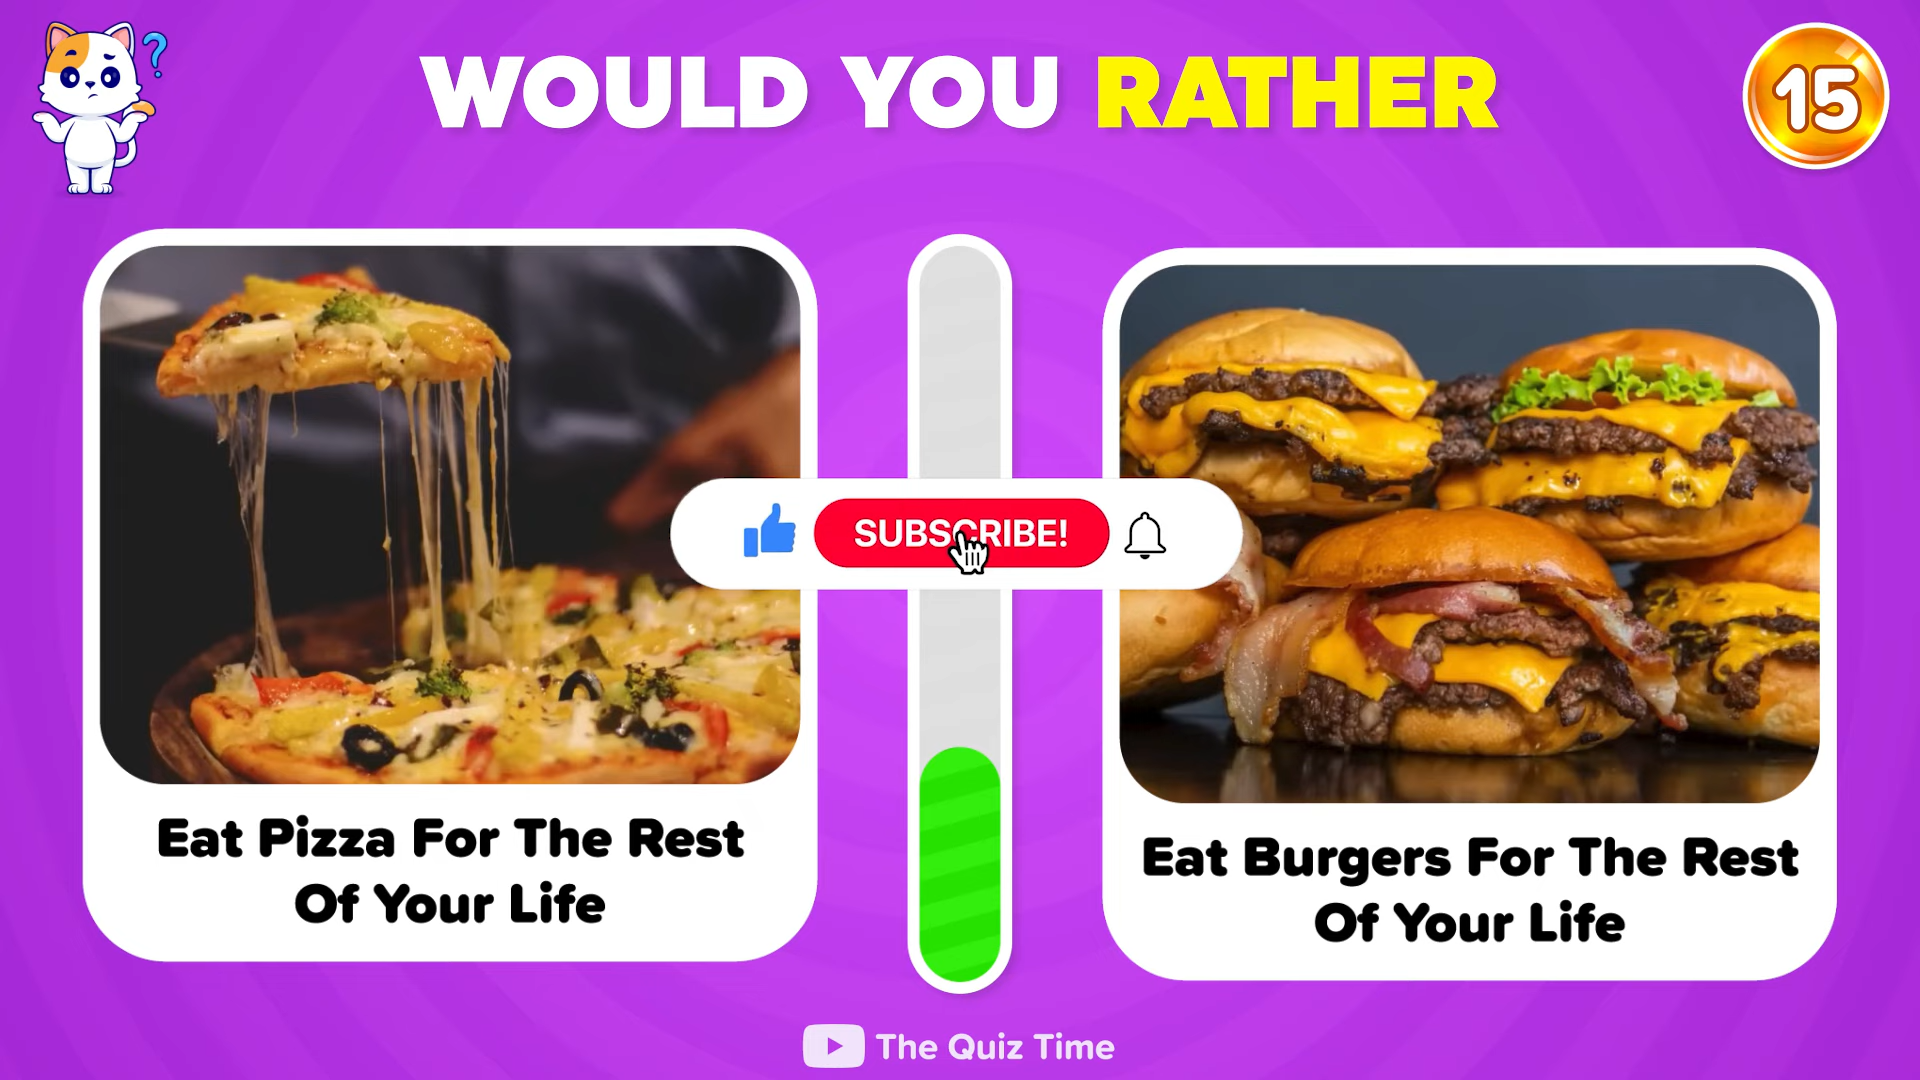 ?
WOULD YOU RATHER
15
SUBSCRIBE!
Eat Pizza For The Rest
Of Your Life
Eat Burgers For The Rest
Of Your Life
The Quiz Time